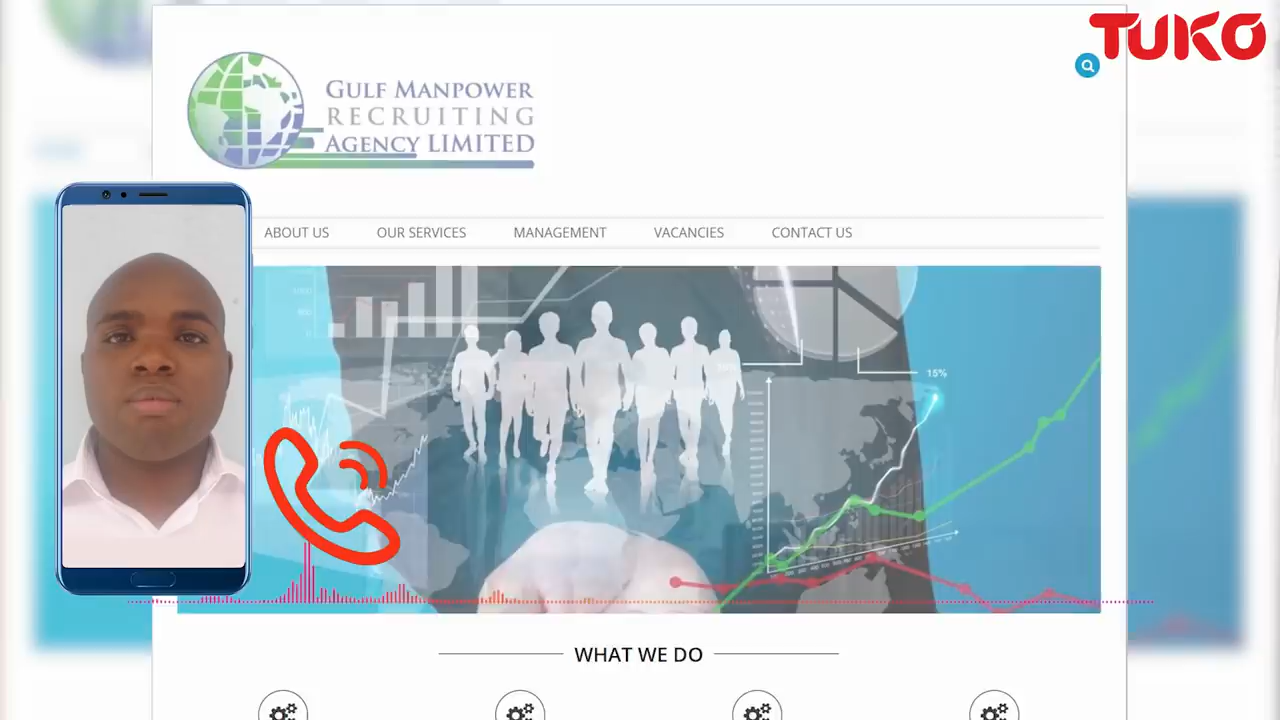 TUKO
GULF MANPOWER
RECRUITING
AGENCY LIMITED
ABOUT US
OUR SERVICES
MANAGEMENT
VACANCIES
CONTACT US
15%
WHAT WE DO